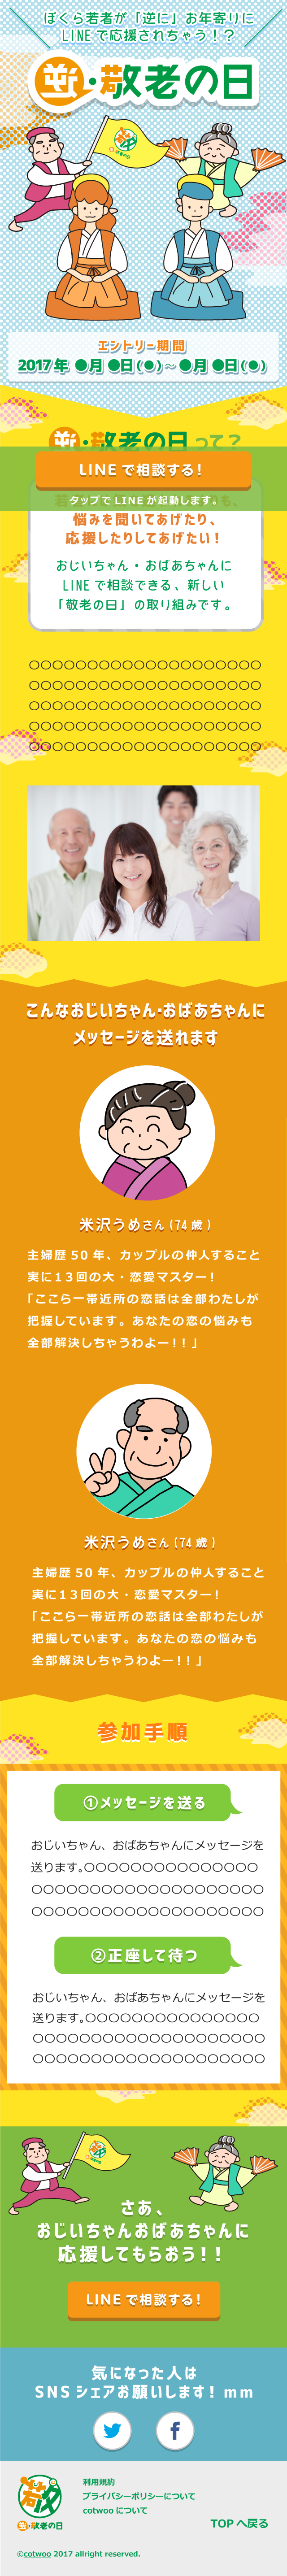 ぼくら若者が「逆に」お年寄りに
LINEで応援されちゃう！？
逆・敬老の日
エントリー期間
2017年 ●月 ●日(●)～●月 ●日(●)
逆・敬老の日って？
LINEで相談する！
タップでLINEが起動します。
悩みを聞いてあげたり、
応援したりしてあげたい！
おじいちゃん・おばあちゃんに
LINEで相談できる、新しい
「敬老の日」の取り組みです。
〇〇〇〇〇〇〇〇〇〇〇〇〇〇〇〇〇〇〇〇
〇〇〇〇〇〇〇〇〇〇〇〇〇〇〇〇〇〇〇〇
〇〇〇〇〇〇〇〇〇〇〇〇〇〇〇〇〇〇〇〇
〇〇〇〇〇〇〇〇〇〇〇〇〇〇〇〇〇〇〇〇
〇〇〇〇〇〇〇〇〇〇〇〇〇〇〇〇〇〇〇〇
こんなおじいちゃん・おばあちゃんに
メッセージを送れます
米沢うめさん(74歳)
主婦歴50年、カップルの仲人すること
実に13回の大・恋愛マスター！
「ここら一帯近所の恋話は全部わたしが
把握しています。あなたの恋の悩みも
全部解決しちゃうわよー！！」
米沢うめさん(74歳)
主婦歴50年、カップルの仲人すること
実に13回の大・恋愛マスター！
「ここら一帯近所の恋話は全部わたしが
把握しています。あなたの恋の悩みも
全部解決しちゃうわよー！！」
参加手順
①メッセージを送る
おじいちゃん、おばあちゃんにメッセージを
送ります。〇〇〇〇〇〇〇〇〇〇〇〇〇〇〇
〇〇〇〇〇〇〇〇〇〇〇〇〇〇〇〇〇〇〇〇
〇〇〇〇〇〇〇〇〇〇〇〇〇〇〇〇〇〇〇〇
②正座して待つ
おじいちゃん、おばあちゃんにメッセージを
送ります。〇〇〇〇〇〇〇〇〇〇〇〇〇〇〇
〇〇〇〇〇〇〇〇〇〇〇〇〇〇〇〇〇〇〇〇
〇〇〇〇〇〇〇〇〇〇〇〇〇〇〇〇〇〇〇〇
さあ、
おじいちゃんおばあちゃんに
応援してもらおう！！
LINEで相談する！
気になった人は
SNSシェアお願いします！mm
利用規約
プライバシーポリシーについて
cotwooについて
逆・敬老の日
TOPへ戻る
©cotwoo 2017 allright reserved.